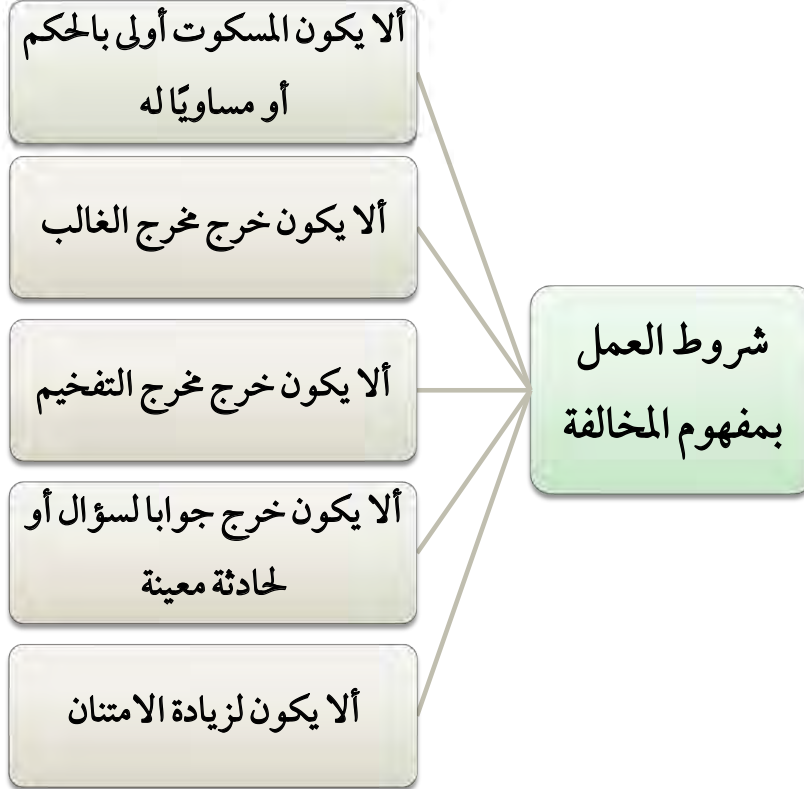 شروط العمل
بمفهوم المخالفة
ألا يكون المسكوت أولى بالحكم
أو مساويًا له
ألا يكون خرج مخرج الغالب
ألا يكون خرج مخرج التفخيم
ألا يكون خرج جوابا لسؤال أو
لحادثة معينة
ألا يكون لزيادة الامتنان